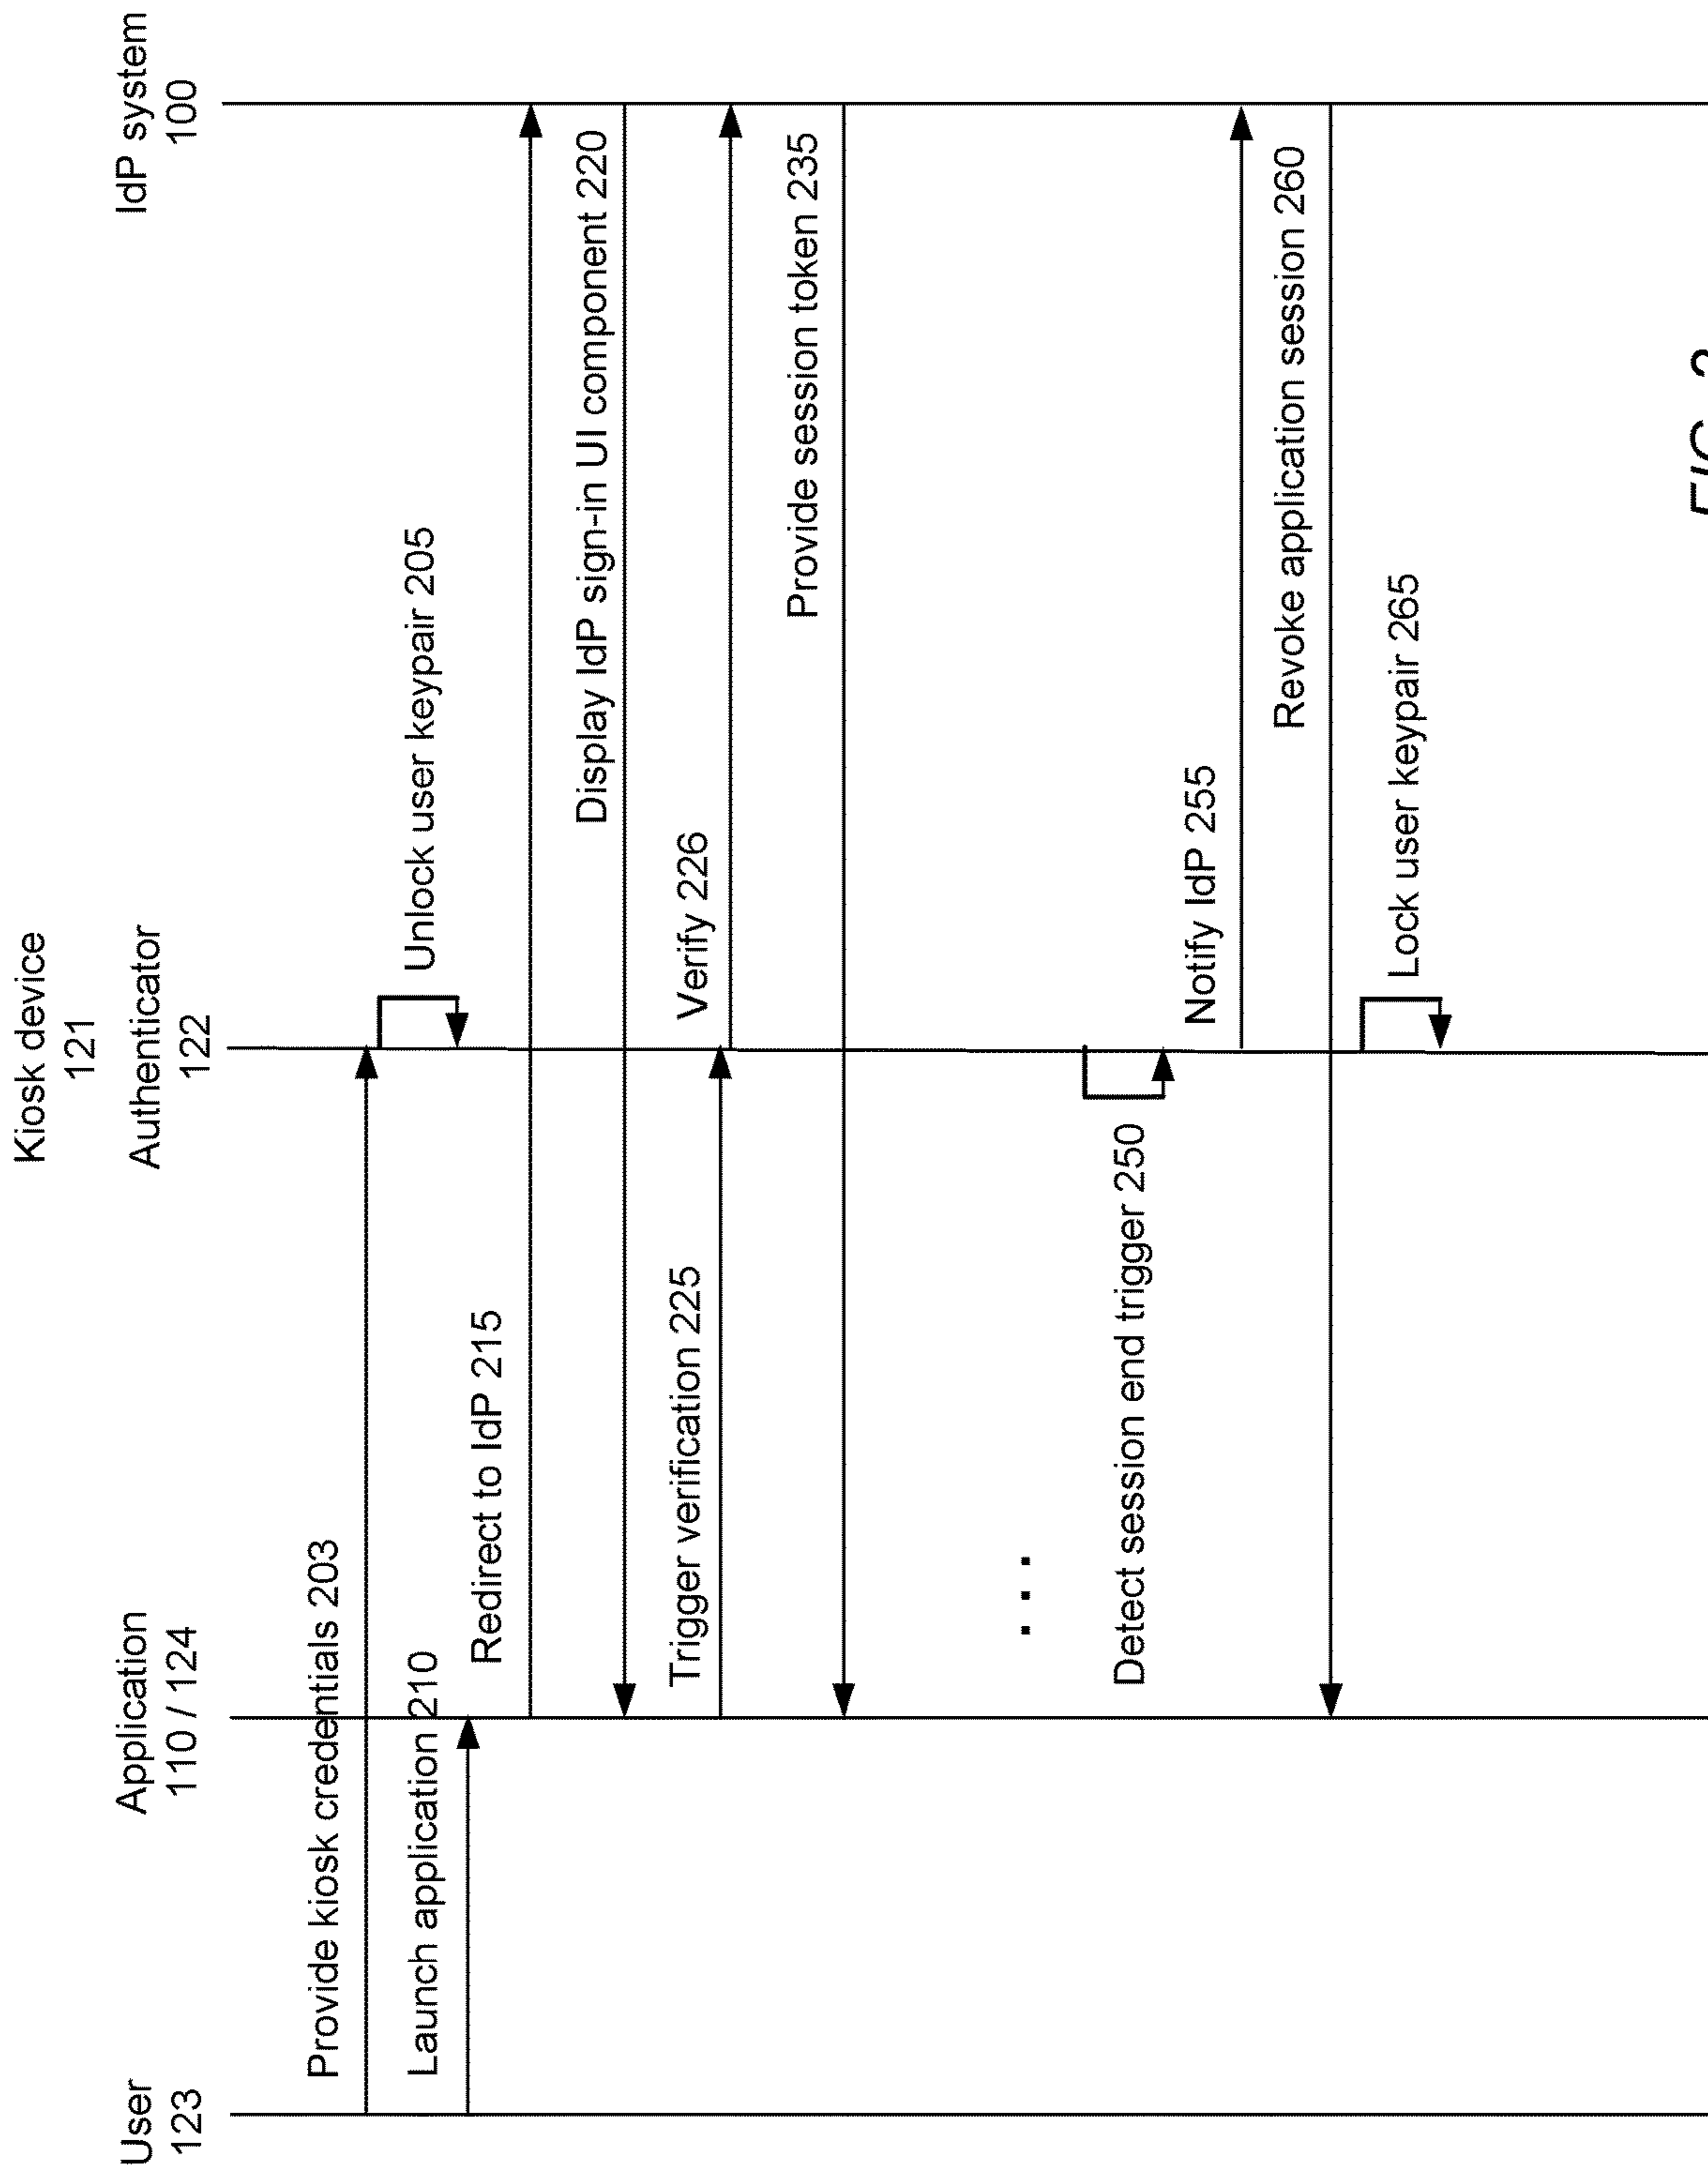 Kiosk device
121
User
123
Application
110 / 124
Authenticator
122
IdP system
100
Provide kiosk credentials 203
Unlock user keypair 205
Launch application 210
Redirect to IdP 215
Display IdP sign-in UI component 220
Trigger verification 225
Verify 226
Provide session token 235
. . .
Detect session end trigger 250
Notify IdP 255
Revoke application session 260
Lock user keypair 265
FIG.